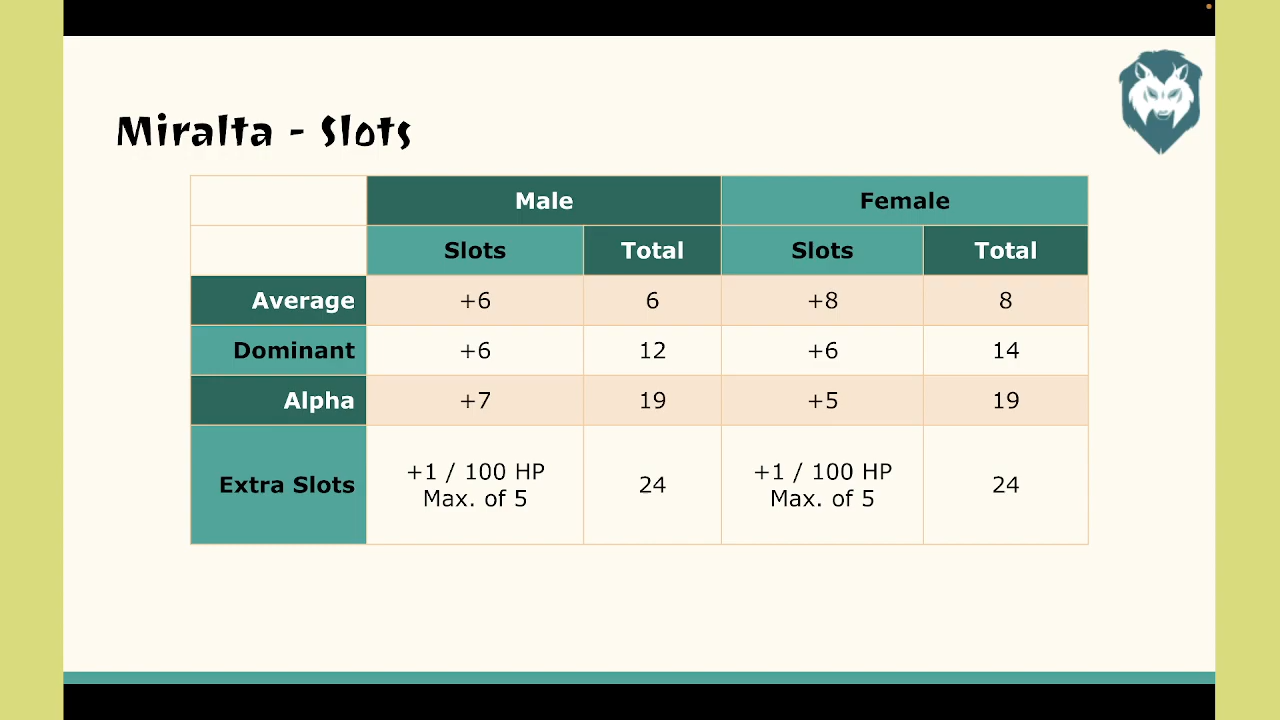 Miralta - Slots
Male Female
Slots Total Slots Total
Average +6 6 +8 8
Dominant +6 12 +6 14
Alpha +7 19 +5 19
Extra Slots +1 / 100 HP
Max. of 5 24 +1 / 100 HP
Max. of 5 24